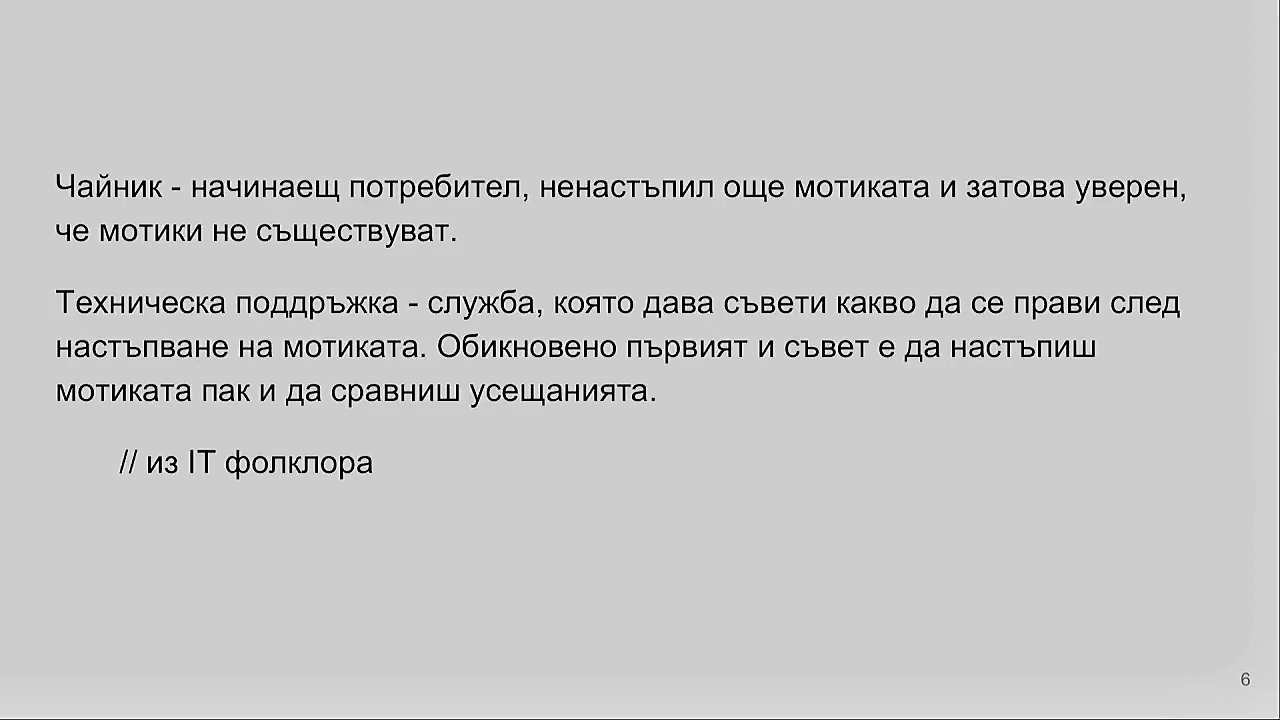 Чайник - начинаещ потребител, ненастъпил още мотиката и затова уверен,
че мотики не съществуват.
Техническа поддръжка - служба, която дава съвети какво да се прави след
настъпване на мотиката. Обикновено първият и съвет е да настъпиш
мотиката пак и да сравниш усещанията.
// из IT фолклора
6